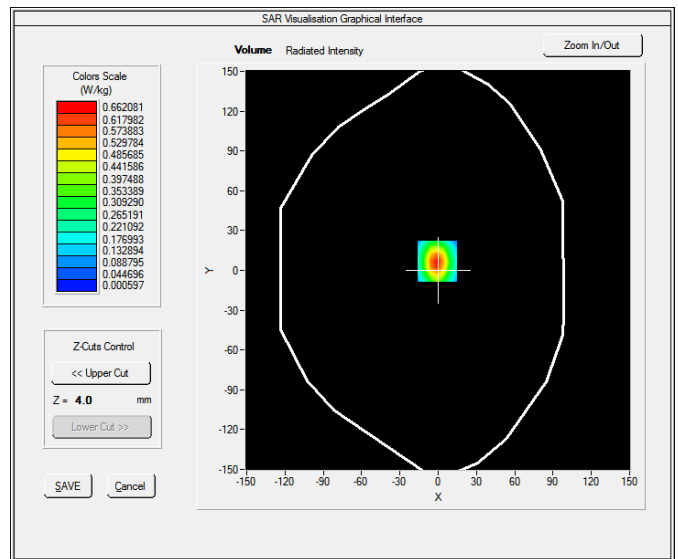 SAR Visualisation Graphical Interface
Volume Radiated Intensity
Zoom In/Out
Colors Scale
(W/kg)
0.662081
0.617982
0.573883
0.529784
0.485685
0.441586
0.397488
0.353389
0.309290
0.265191
0.221092
0.176993
0.132894
0.088795
0.044696
0.000597
Z-Cuts Control
<< Upper Cut
Z = 4.0 mm
Lower Cut >>
SAVE Cancel
150
120
90
60
30
0
-30
-60
-90
-120
-150
Y
-150 -120 -90 -60 -30 0 30 60 90 120 150
X